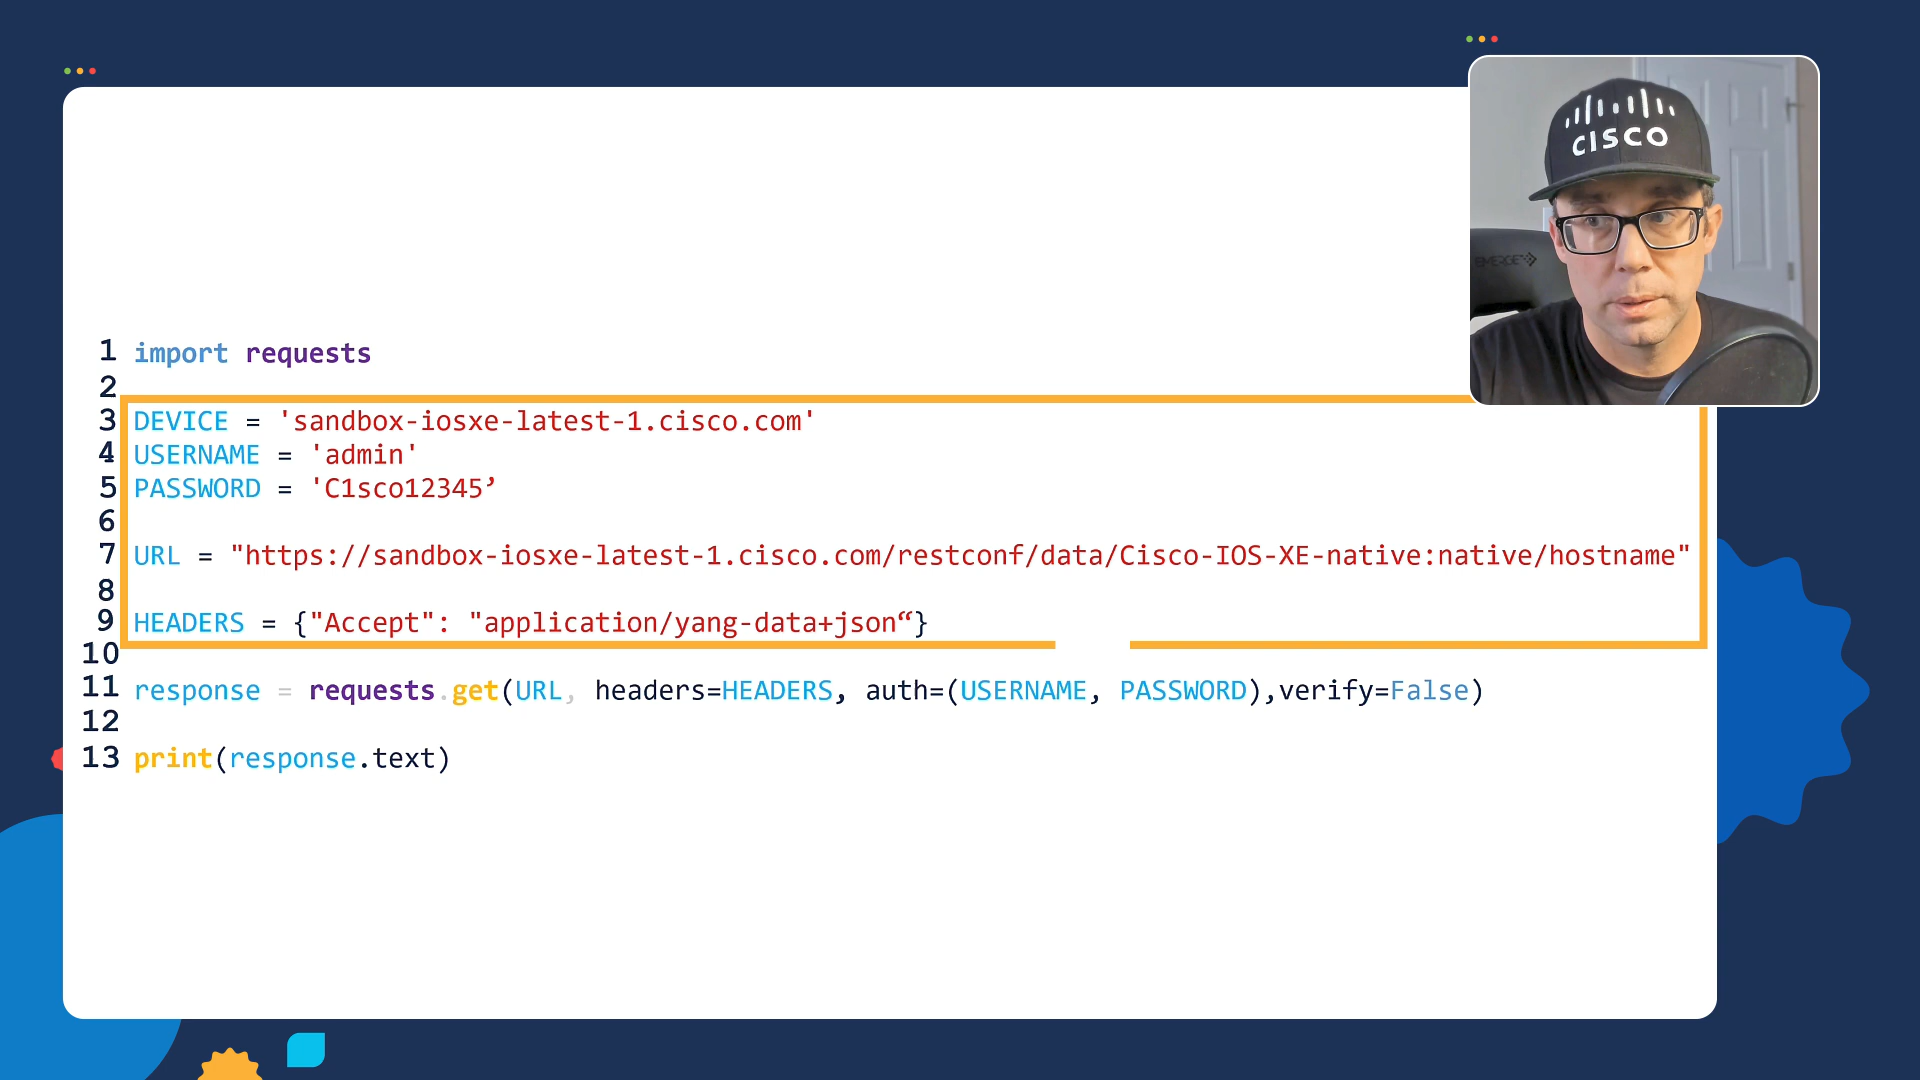 CISCO
EMERGE
1 import requests
2
3 DEVICE = 'sandbox-iosxe-latest-1.cisco.com'
4 USERNAME = 'admin'
5 PASSWORD = 'C1sco12345’
6
7 URL = "https://sandbox-iosxe-latest-1.cisco.com/restconf/data/Cisco-IOS-XE-native:native/hostname"
8
9 HEADERS = {"Accept": "application/yang-data+json“}
10
11 response = requests.get(URL, headers=HEADERS, auth=(USERNAME, PASSWORD),verify=False)
12
13 print(response.text)